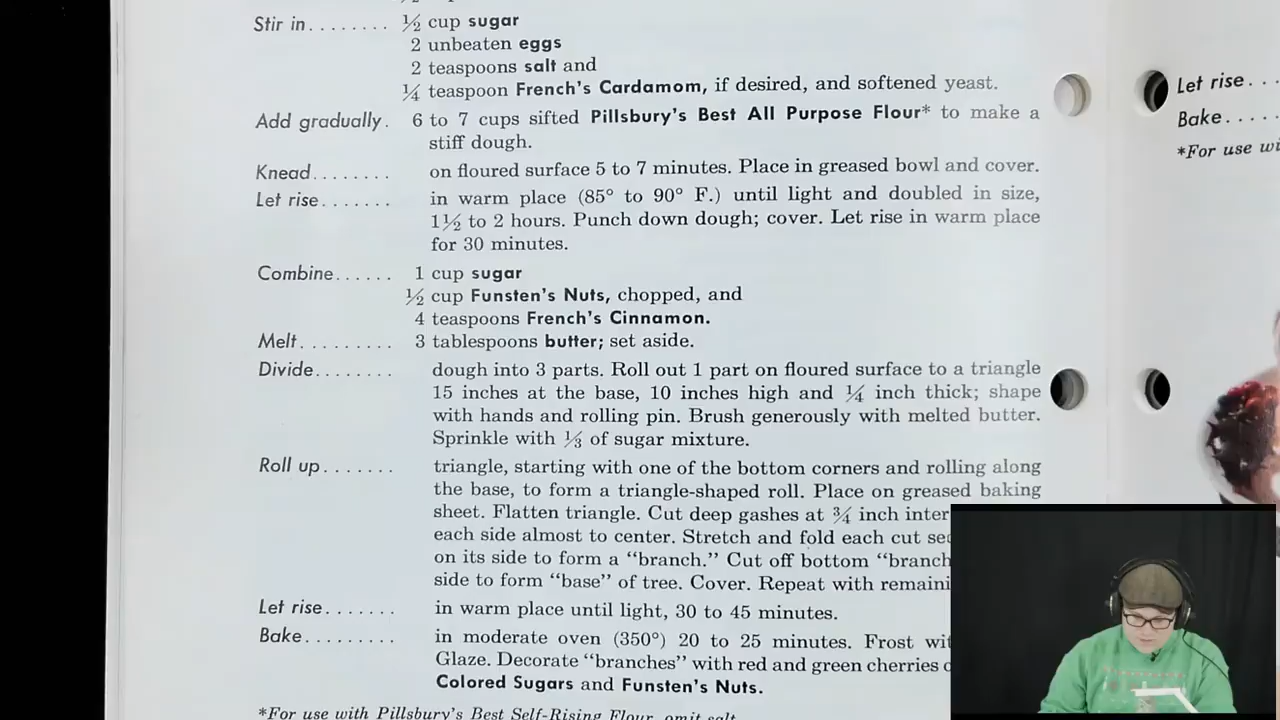 Stir in........ ½ cup sugar
2 unbeaten eggs
2 teaspoons salt and
¼ teaspoon French's Cardamom, if desired, and softened yeast.
Add gradually. 6 to 7 cups sifted Pillsbury's Best All Purpose Flour* to make a
stiff dough.
Knead........ on floured surface 5 to 7 minutes. Place in greased bowl and cover.
Let rise....... in warm place (85° to 90° F.) until light and doubled in size,
1½ to 2 hours. Punch down dough; cover. Let rise in warm place
for 30 minutes.
Combine...... 1 cup sugar
½ cup Funsten's Nuts, chopped, and
4 teaspoons French's Cinnamon.
Melt......... 3 tablespoons butter; set aside.
Divide........ dough into 3 parts. Roll out 1 part on floured surface to a triangle
15 inches at the base, 10 inches high and ¼ inch thick; shape
with hands and rolling pin. Brush generously with melted butter.
Sprinkle with ⅓ of sugar mixture.
Roll up....... triangle, starting with one of the bottom corners and rolling along
the base, to form a triangle-shaped roll. Place on greased baking
sheet. Flatten triangle. Cut deep gashes at ¾ inch inter
each side almost to center. Stretch and fold each cut se
on its side to form a "branch." Cut off bottom "branch
side to form "base" of tree. Cover. Repeat with remaini
Let rise....... in warm place until light, 30 to 45 minutes.
Bake......... in moderate oven (350°) 20 to 25 minutes. Frost wit
Glaze. Decorate "branches" with red and green cherries
Colored Sugars and Funsten's Nuts.
*For use with Pillsbury's Best Self-Rising Flour, omit salt.
Let rise...
Bake.....
*For use wi